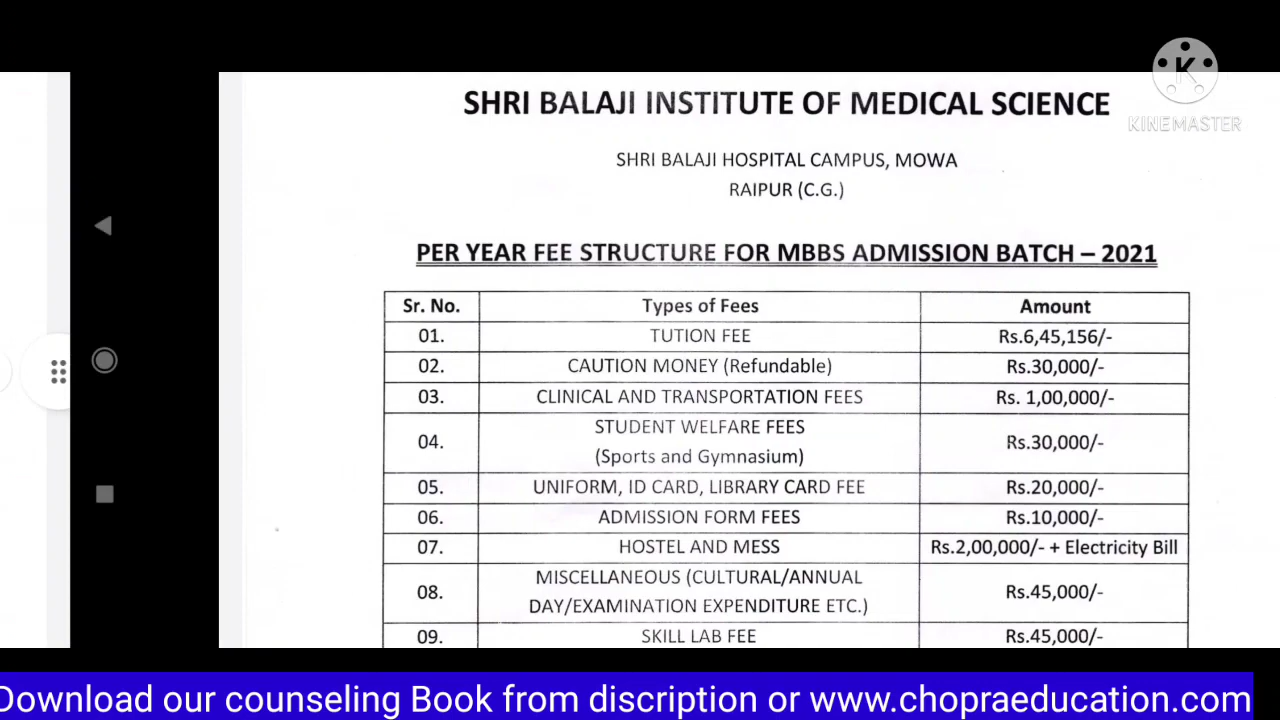 K
KINEMASTER
SHRI BALAJI INSTITUTE OF MEDICAL SCIENCE
SHRI BALAJI HOSPITAL CAMPUS, MOWA
RAIPUR (C.G.)
PER YEAR FEE STRUCTURE FOR MBBS ADMISSION BATCH – 2021
Sr. No. Types of Fees Amount
01. TUTION FEE Rs.6,45,156/-
02. CAUTION MONEY (Refundable) Rs.30,000/-
03. CLINICAL AND TRANSPORTATION FEES Rs. 1,00,000/-
04. STUDENT WELFARE FEES Rs.30,000/-
(Sports and Gymnasium)
05. UNIFORM, ID CARD, LIBRARY CARD FEE Rs.20,000/-
06. ADMISSION FORM FEES Rs.10,000/-
07. HOSTEL AND MESS Rs.2,00,000/- + Electricity Bill
08. MISCELLANEOUS (CULTURAL/ANNUAL Rs.45,000/-
DAY/EXAMINATION EXPENDITURE ETC.)
09. SKILL LAB FEE Rs.45,000/-
Download our counseling Book from discription or www.chopraeducation.com